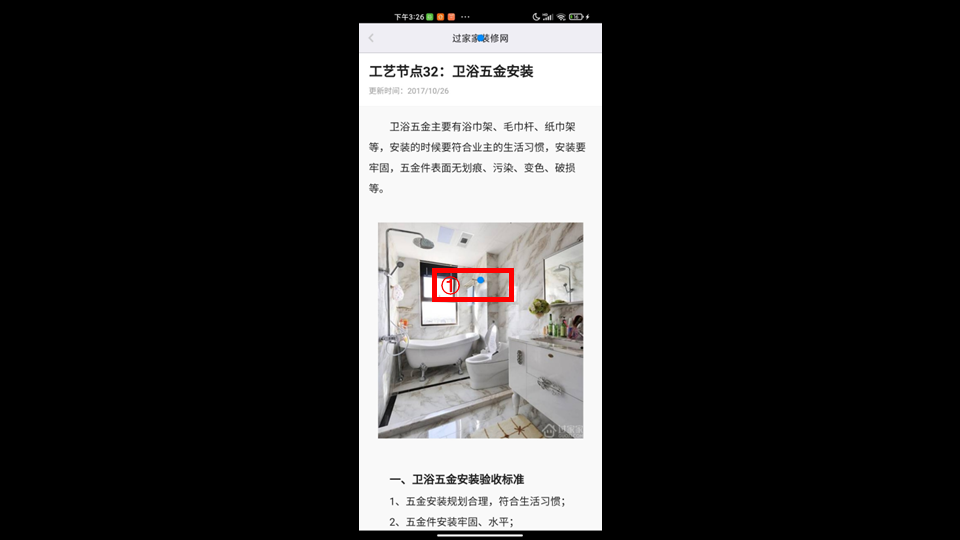 下午3:26
过家家装修网
工艺节点32：卫浴五金安装
更新时间：2017/10/26
卫浴五金主要有浴巾架、毛巾杆、纸巾架
等，安装的时候要符合业主的生活习惯，安装要
牢固，五金件表面无划痕、污染、变色、破损
等。
①
过家家
一、卫浴五金安装验收标准
1、五金安装规划合理，符合生活习惯；
2、五金件安装牢固、水平；